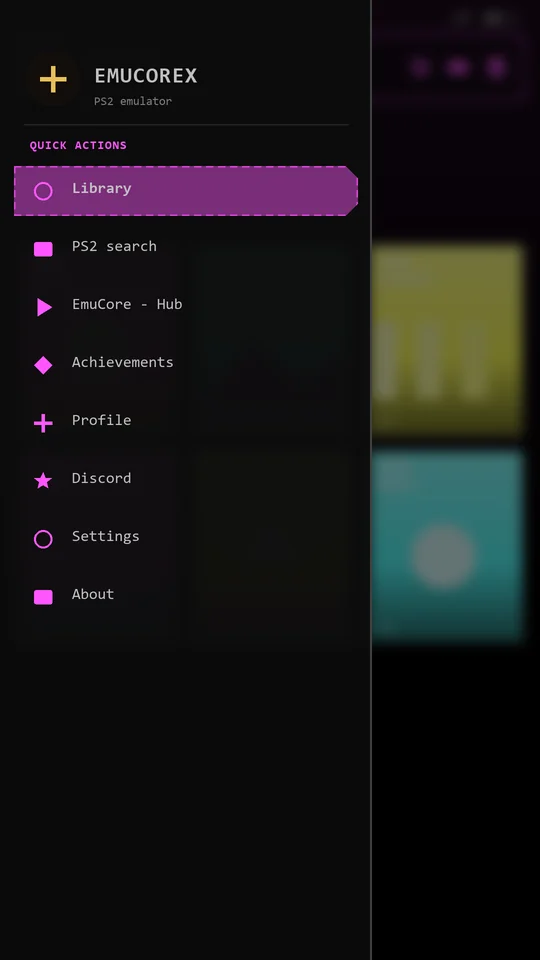 EMUCOREX
PS2 emulator
QUICK ACTIONS
Library
PS2 search
EmuCore - Hub
Achievements
Profile
Discord
Settings
About